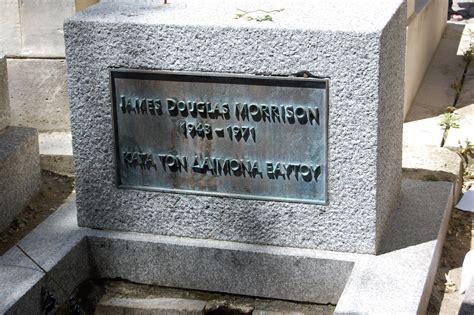 JAMES DOUGLAS MORRISON
1943 – 1971
ΚΑΤΑ ΤΟΝ ΔΑΙΜΟΝΑ ΕΑΥΤΟΥ